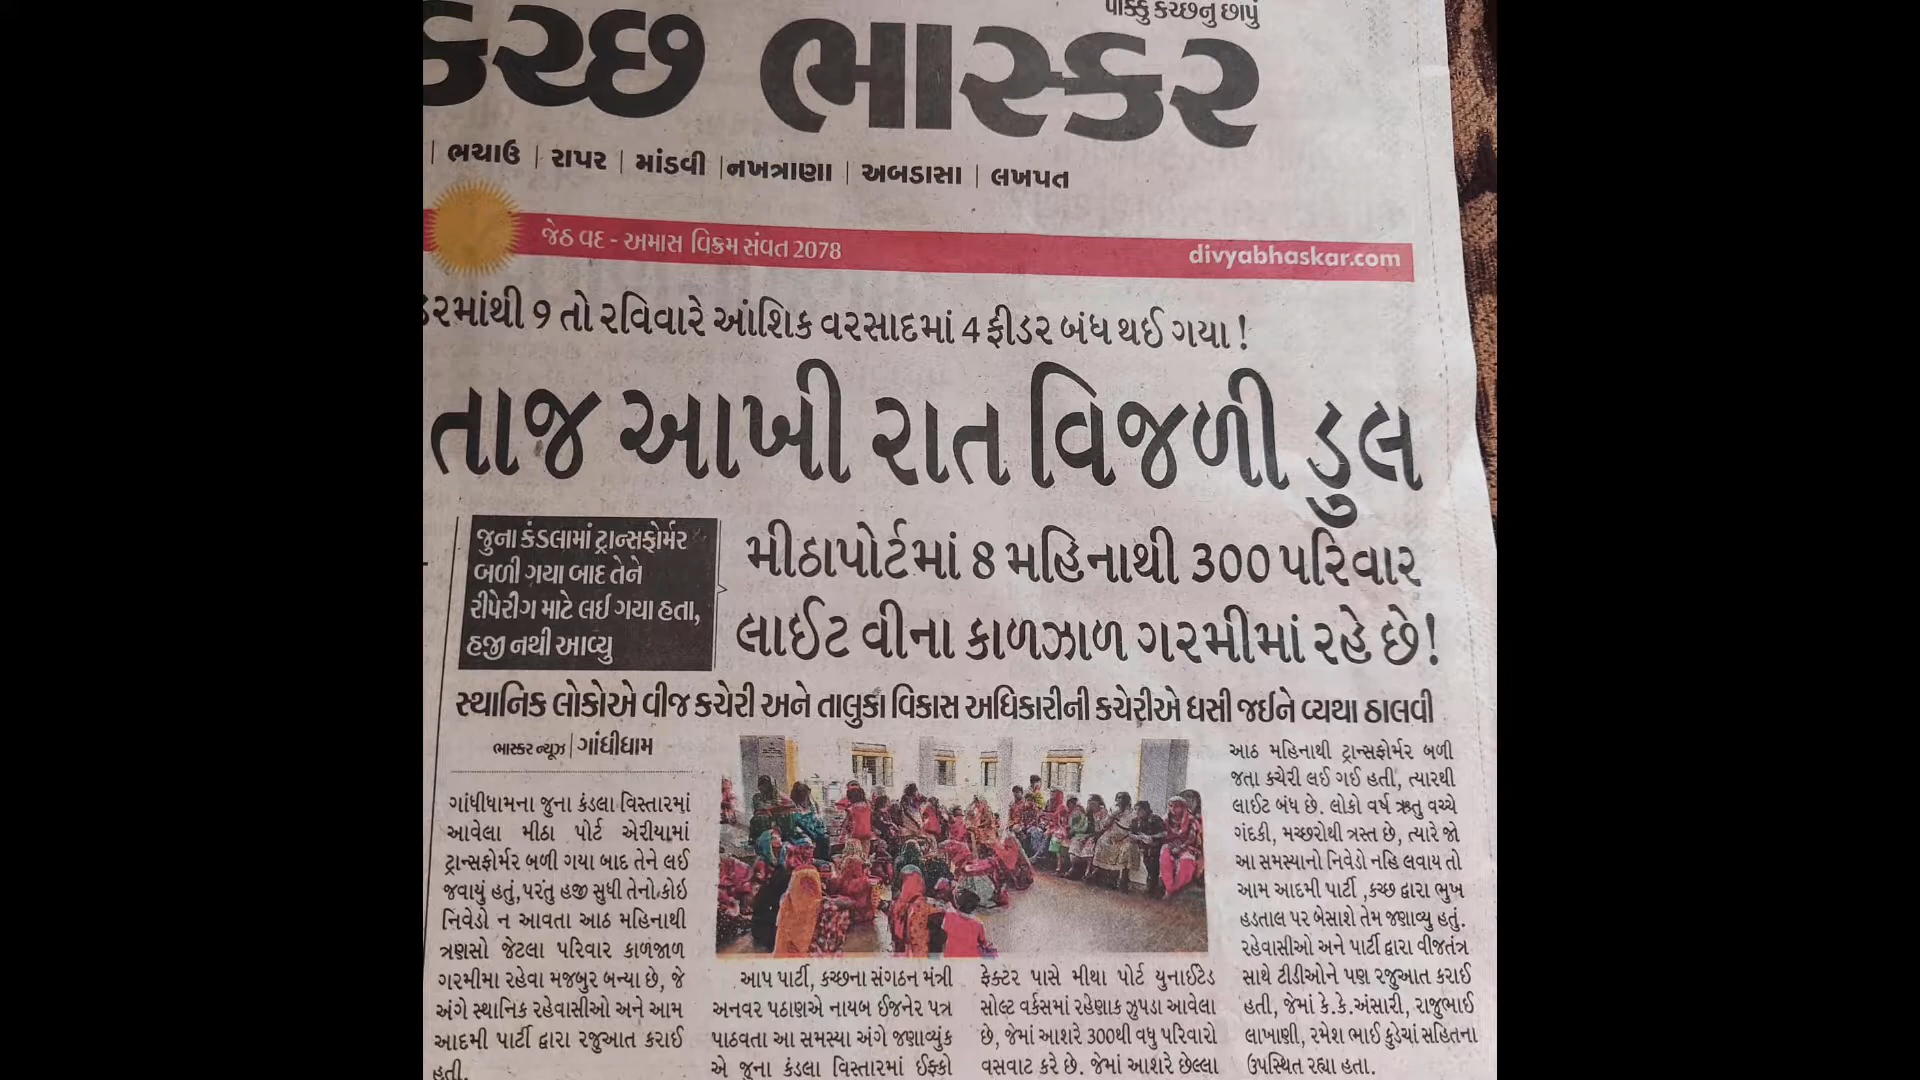 પાક્કુ કચ્છનુ છાપું
કચ્છ ભાસ્કર
| ભચાઉ | રાપર | માંડવી |નખત્રાણા | અબડાસા | લખપત
જેઠ વદ - અમાસ વિક્રમ સંવત 2078
divyabhaskar.com
ડરમાંથી 9 તો રવિવારે આંશિક વરસાદમાં 4 ફીડર બંધ થઈ ગયા !
તાજ આખી રાત વિજળી ડુલ
જુના કંડલામાં ટ્રાન્સફોર્મર
બળી ગયા બાદ તેને
રીપેરીગ માટે લઈ ગયા હતા,
હજી નથી આવ્યુ
મીઠાપોર્ટમાં 8 મહિનાથી 300 પરિવાર
લાઈટ વીના કાળઝાળ ગરમીમાં રહે છે!
સ્થાનિક લોકોએ વીજ કચેરી અને તાલુકા વિકાસ અધિકારીની કચેરીએ ધસી જઈને વ્યથા ઠાલવી
ભાસ્કર ન્યૂઝ | ગાંધીધામ
ગાંધીધામના જુના કંડલા વિસ્તારમાં
આવેલા મીઠા પોર્ટ એરીયામાં
ટ્રાન્સફોર્મર બળી ગયા બાદ તેને લઈ
જવાયું હતું, પરંતુ હજી સુધી તેનો કોઈ
નિવેડો ન આવતા આઠ મહિનાથી
ત્રણસો જેટલા પરિવાર કાળંજાળ
ગરમીમા રહેવા મજબુર બન્યા છે, જે
અંગે સ્થાનિક રહેવાસીઓ અને આમ
આદમી પાર્ટી દ્વારા રજુઆત કરાઈ
હતી.
આપ પાર્ટી, કચ્છના સંગઠન મંત્રી
અનવર પઠાણએ નાયબ ઈજનેર પત્ર
પાઠવતા આ સમસ્યા અંગે જણાવ્યુંક
એ જુના કંડલા વિસ્તારમાં ઈફ્કો
ફેક્ટર પાસે મીથા પોર્ટ યુનાઈટેડ
સોલ્ટ વર્કસમાં રહેણાક ઝુપડા આવેલા
છે, જેમાં આશરે 300થી વધુ પરિવારો
વસવાટ કરે છે. જેમાં આશરે છેલ્લા
આઠ મહિનાથી ટ્રાન્સફોર્મર બળી
જતા ક્ચેરી લઈ ગઈ હતી, ત્યારથી
લાઈટ બંધ છે. લોકો વર્ષ ઋતુ વચ્ચે
ગંદકી, મચ્છરોથી ત્રસ્ત છે, ત્યારે જો
આ સમસ્યાનો નિવેડો નહિ લવાય તો
આમ આદમી પાર્ટી ,કચ્છ દ્વારા ભુખ
હડતાલ પર બેસાશે તેમ જણાવ્યુ હતું.
રહેવાસીઓ અને પાર્ટી દ્વારા વીજતંત્ર
સાથે ટીડીઓને પણ રજુઆત કરાઈ
હતી, જેમાં કે.કે.અંસારી, રાજુભાઈ
લાખાણી, રમેશ ભાઈ કુડેચાં સહિતના
ઉપસ્થિત રહ્યા હતા.